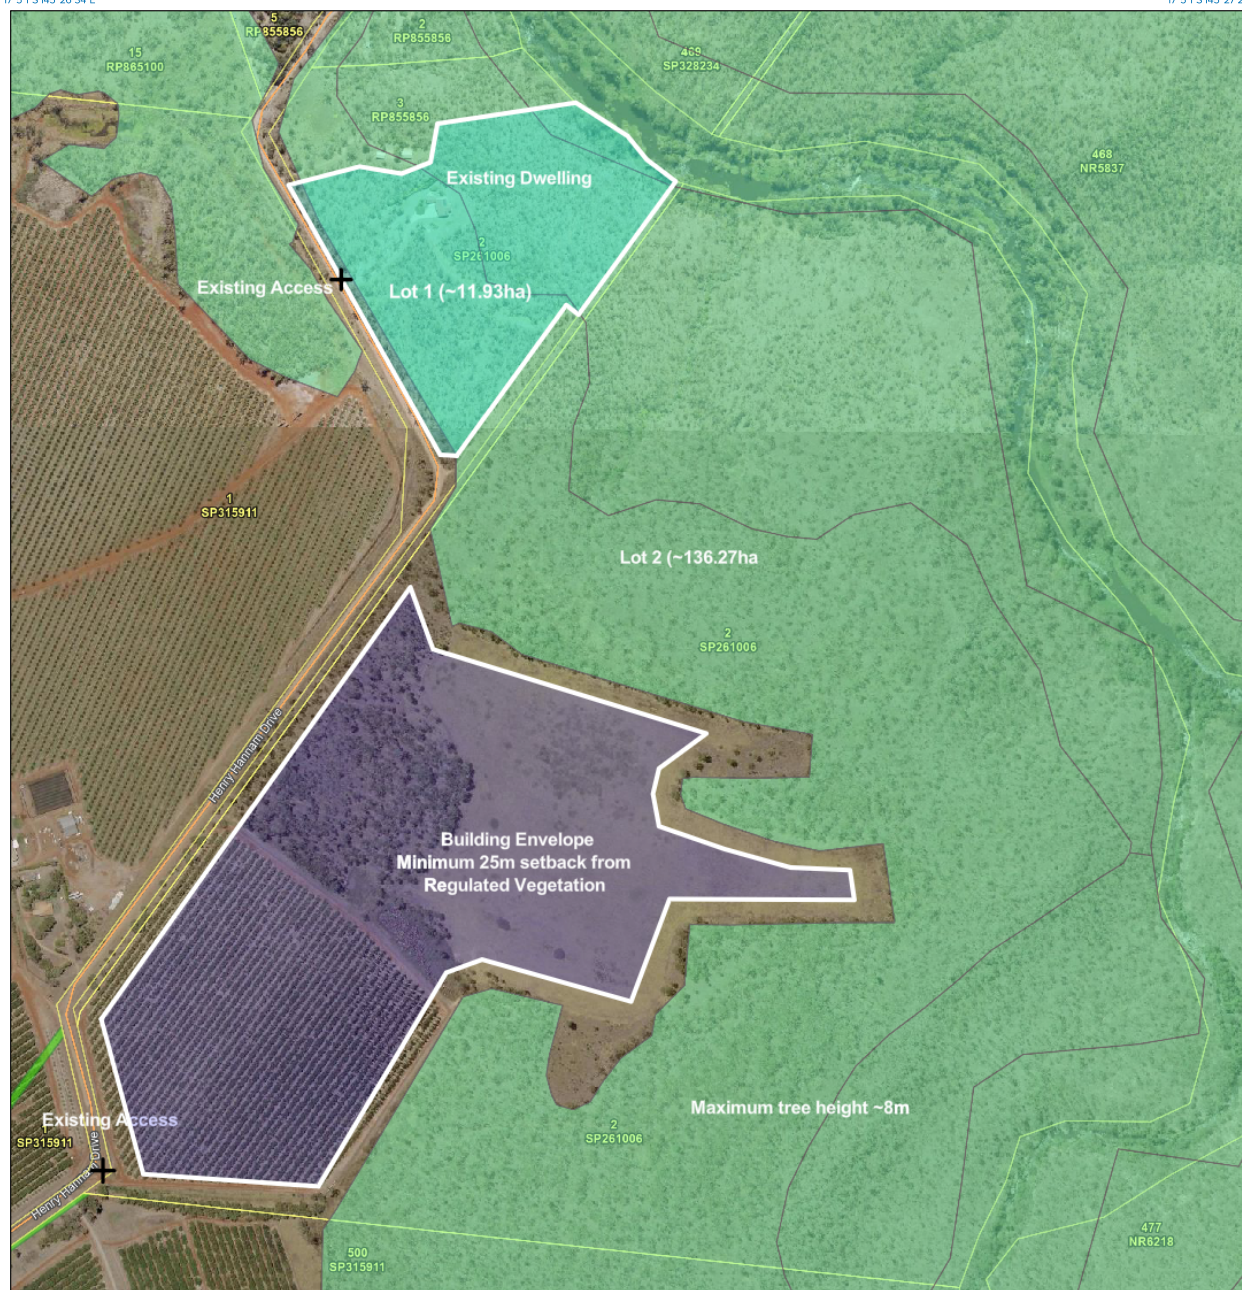 5
RP855856
2
RP855856
15
RP865100
469
SP328234
3
RP855856
468
NR5837
Existing Dwelling
2
SP261006
Existing Access
Lot 1 (~11.93ha)
1
SP315911
Lot 2 (~136.27ha
2
SP261006
Henry Hannam Drive
Building Envelope
Minimum 25m setback from
Regulated Vegetation
Maximum tree height ~8m
Existing Access
1
SP315911
2
SP261006
Henry Hanna
Drive
477
NR6218
500
SP315911